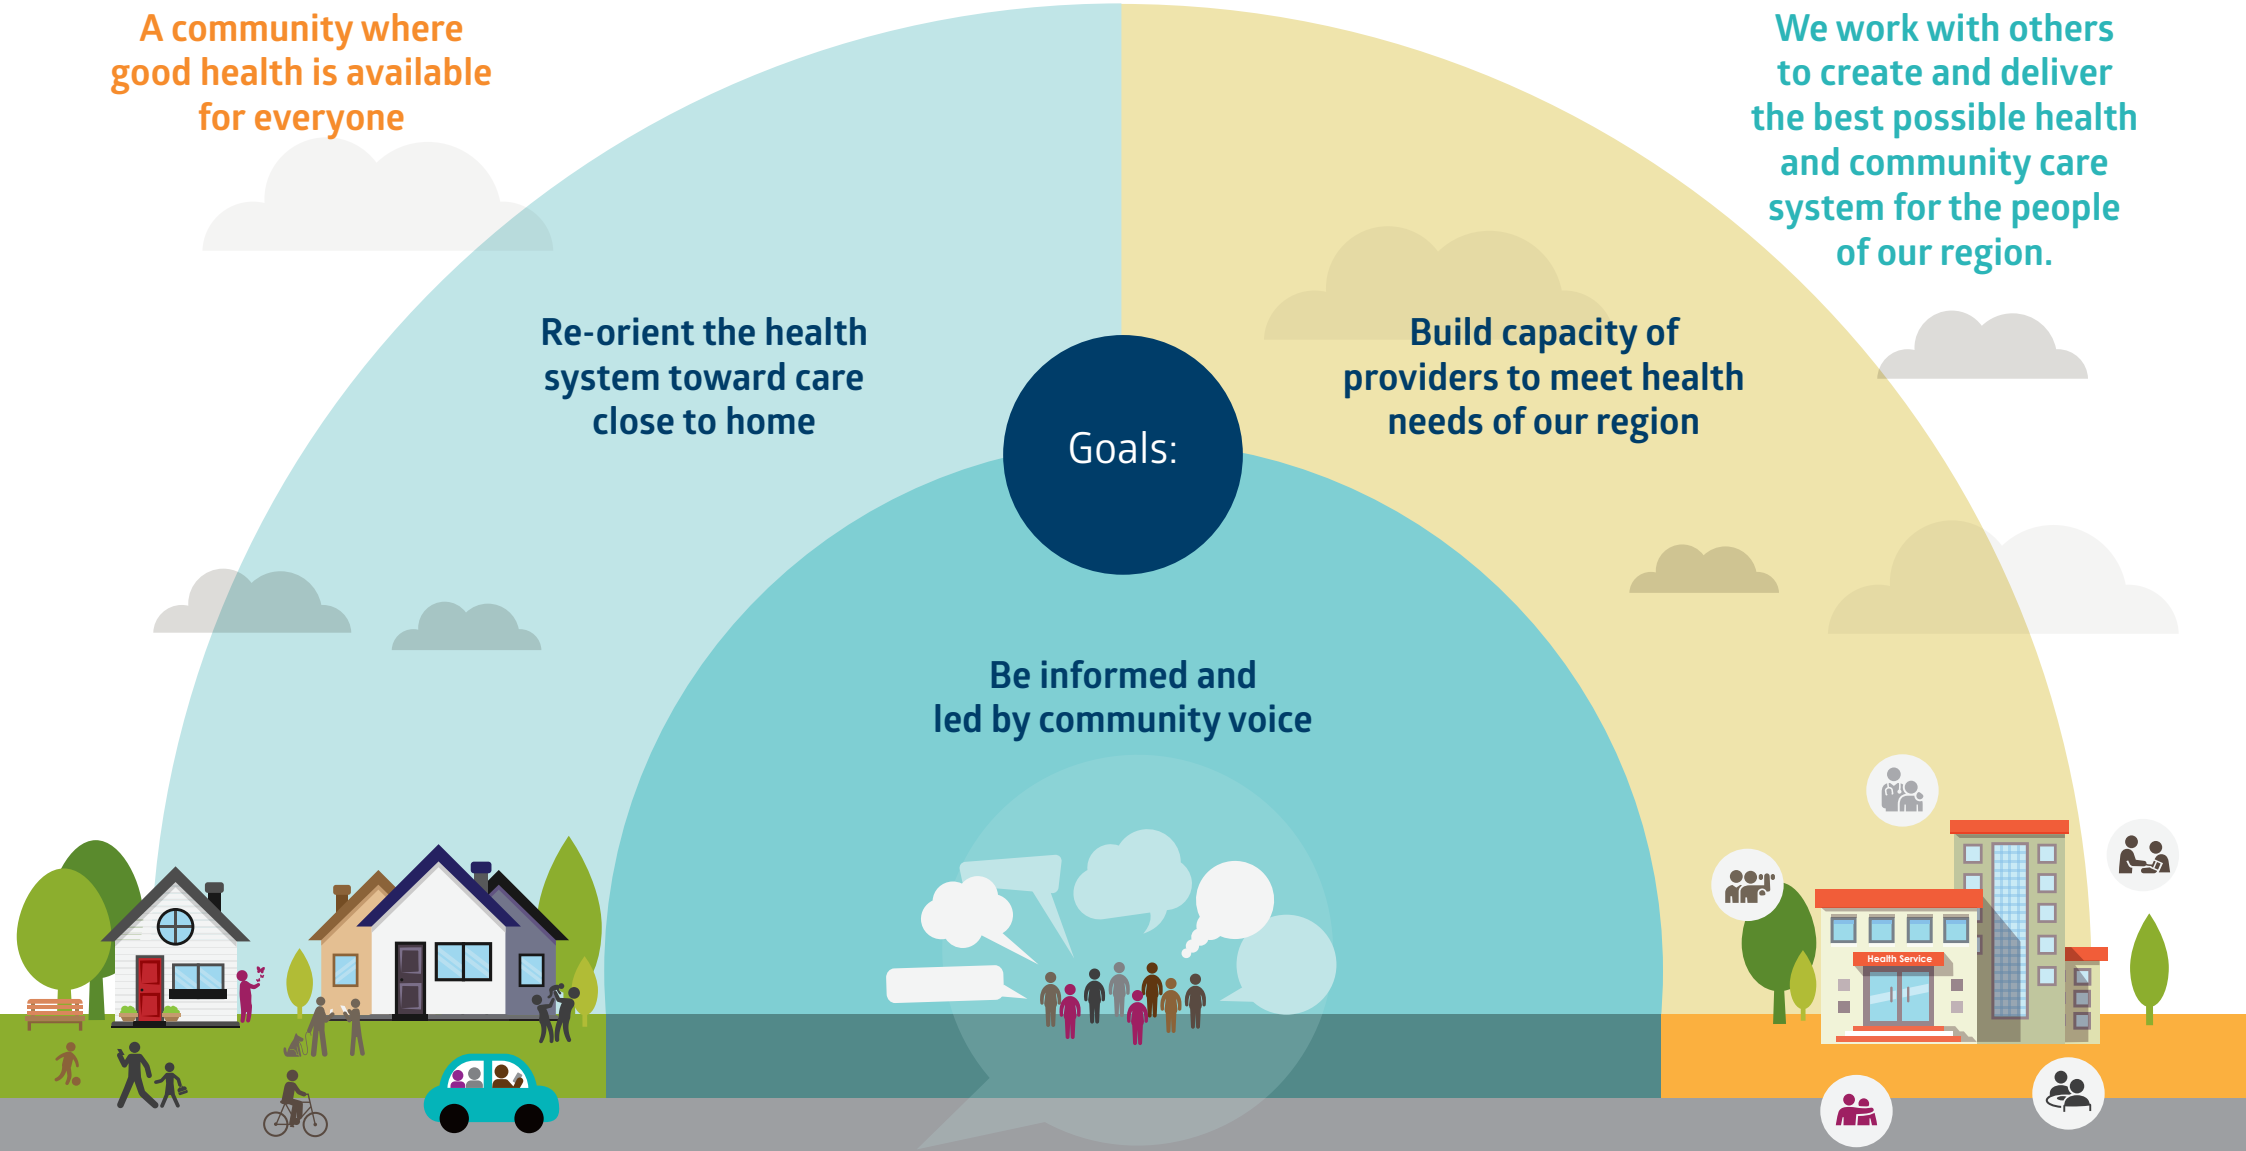 A community where
good health is available
for everyone
We work with others
to create and deliver
the best possible health
and community care
system for the people
of our region.
Re-orient the health
system toward care
close to home
Goals:
Build capacity of
providers to meet health
needs of our region
Be informed and
led by community voice
Health Service